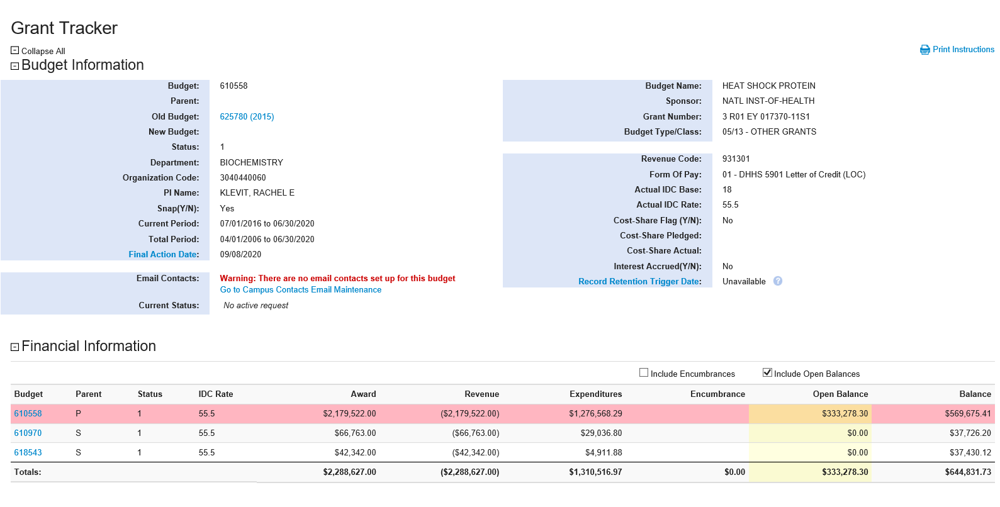 Grant Tracker
Collapse All
Print Instructions
Budget Information
Budget: 610558
Parent:
Old Budget: 625780 (2015)
New Budget:
Status: 1
Department: BIOCHEMISTRY
Organization Code: 3040440060
PI Name: KLEVIT, RACHEL E
Snap(Y/N): Yes
Current Period: 07/01/2016 to 06/30/2020
Total Period: 04/01/2006 to 06/30/2020
Final Action Date: 09/08/2020
Email Contacts: Warning: There are no email contacts set up for this budget
Go to Campus Contacts Email Maintenance
Current Status: No active request
Budget Name: HEAT SHOCK PROTEIN
Sponsor: NATL INST-OF-HEALTH
Grant Number: 3 R01 EY 017370-11S1
Budget Type/Class: 05/13 - OTHER GRANTS
Revenue Code: 931301
Form Of Pay: 01 - DHHS 5901 Letter of Credit (LOC)
Actual IDC Base: 18
Actual IDC Rate: 55.5
Cost-Share Flag (Y/N): No
Cost-Share Pledged:
Cost-Share Actual:
Interest Accrued(Y/N): No
Record Retention Trigger Date: Unavailable ?
Financial Information
Include Encumbrances Include Open Balances
Budget Parent Status IDC Rate Award Revenue Expenditures Encumbrance Open Balance Balance
610558 P 1 55.5 $2,179,522.00 ($2,179,522.00) $1,276,568.29 $333,278.30 $569,675.41
610970 S 1 55.5 $66,763.00 ($66,763.00) $29,036.80 $0.00 $37,726.20
618543 S 1 55.5 $42,342.00 ($42,342.00) $4,911.88 $0.00 $37,430.12
Totals: $2,288,627.00 ($2,288,627.00) $1,310,516.97 $0.00 $333,278.30 $644,831.73